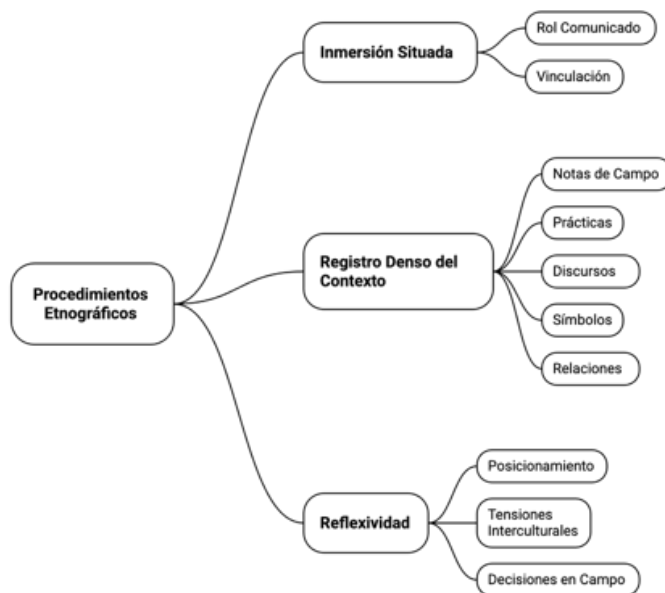 Procedimientos
Etnográficos
Inmersión Situada
Rol Comunicado
Vinculación
Registro Denso del
Contexto
Notas de Campo
Prácticas
Discursos
Símbolos
Relaciones
Reflexividad
Posicionamiento
Tensiones
Interculturales
Decisiones en Campo